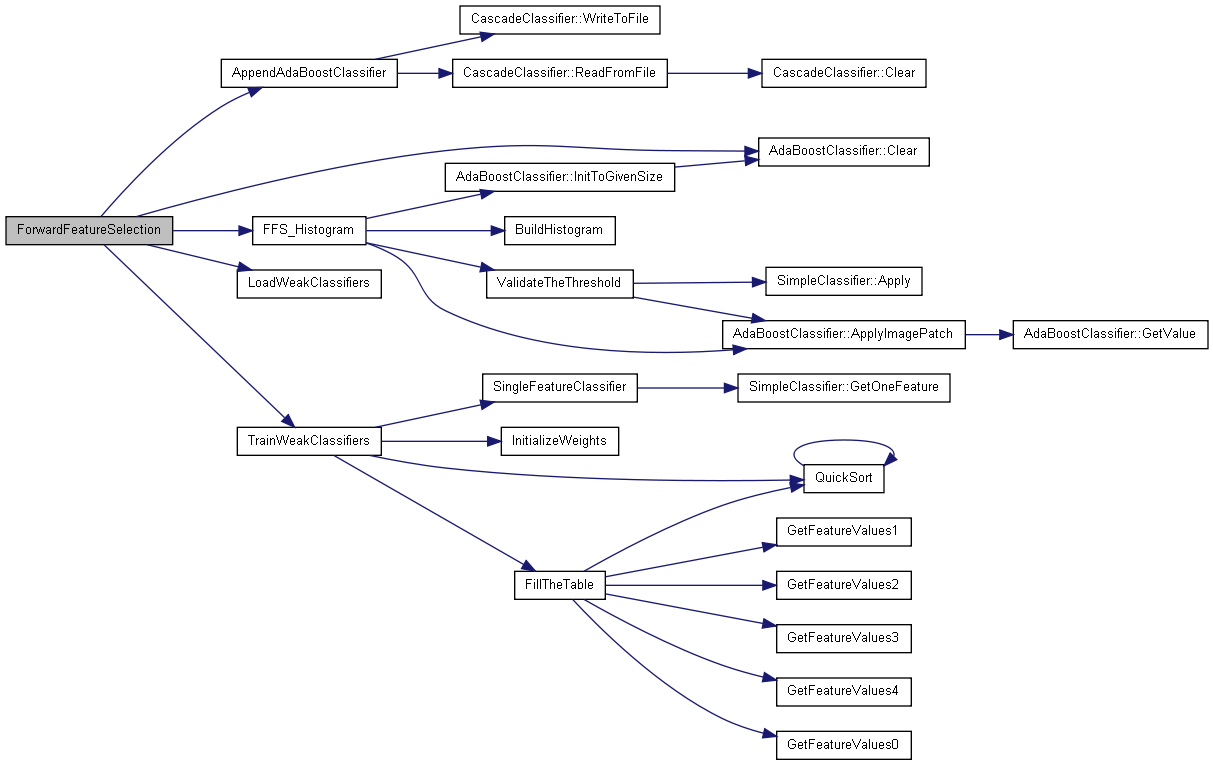 CascadeClassifier::WriteToFile
AppendAdaBoostClassifier
CascadeClassifier::ReadFromFile
CascadeClassifier::Clear
AdaBoostClassifier::Clear
AdaBoostClassifier::InitToGivenSize
ForwardFeatureSelection
FFS_Histogram
BuildHistogram
LoadWeakClassifiers
ValidateTheThreshold
SimpleClassifier::Apply
AdaBoostClassifier::ApplyImagePatch
AdaBoostClassifier::GetValue
SingleFeatureClassifier
SimpleClassifier::GetOneFeature
TrainWeakClassifiers
InitializeWeights
QuickSort
GetFeatureValues1
FillTheTable
GetFeatureValues2
GetFeatureValues3
GetFeatureValues4
GetFeatureValues0